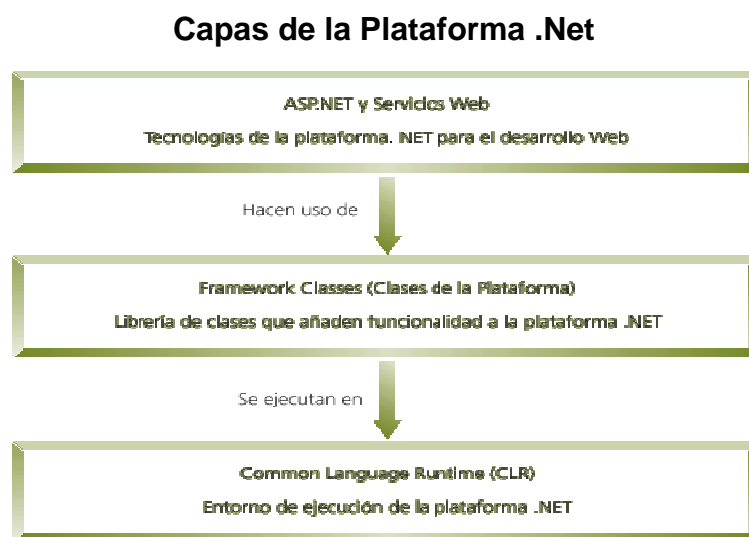 Capas de la Plataforma .Net
ASP.NET y Servicios Web
Tecnologías de la plataforma. NET para el desarrollo Web
Hacen uso de
Framework Classes (Clases de la Plataforma)
Librería de clases que añaden funcionalidad a la plataforma .NET
Se ejecutan en
Common Language Runtime (CLR)
Entorno de ejecución de la plataforma .NET